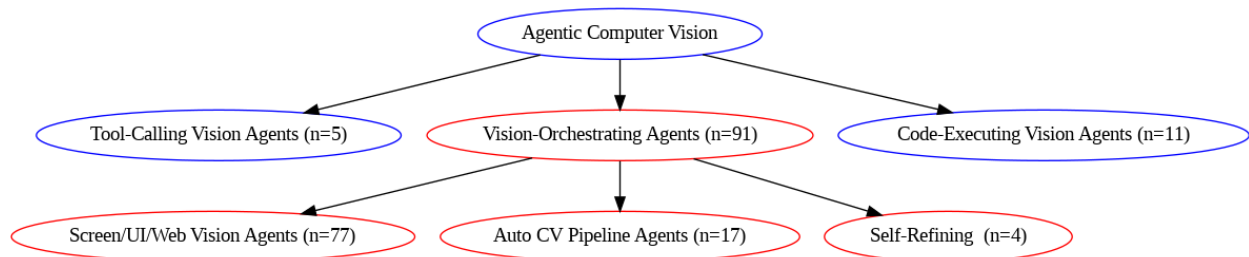 Agentic Computer Vision
Tool-Calling Vision Agents (n=5)
Vision-Orchestrating Agents (n=91)
Code-Executing Vision Agents (n=11)
Screen/UI/Web Vision Agents (n=77)
Auto CV Pipeline Agents (n=17)
Self-Refining  (n=4)